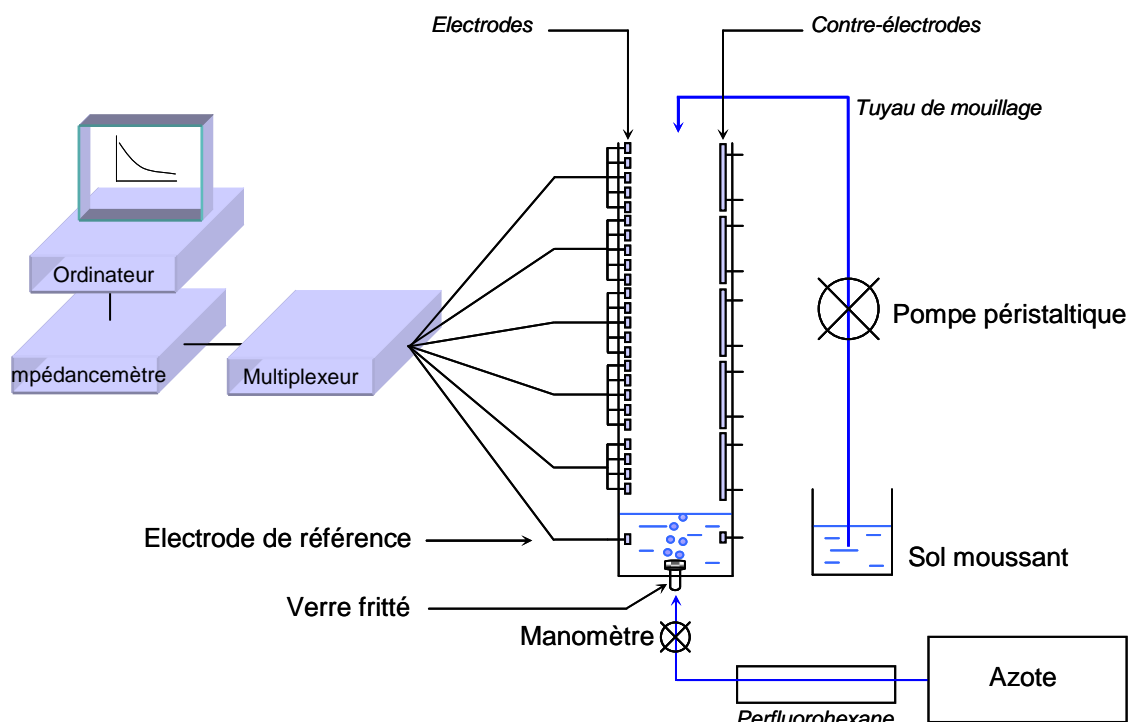 Electrodes
Contre-électrodes
Tuyau de mouillage
Ordinateur
mpédancemètre
Multiplexeur
Pompe péristaltique
Electrode de référence
Sol moussant
Verre fritté
Manomètre
Azote
Perfluorohexane